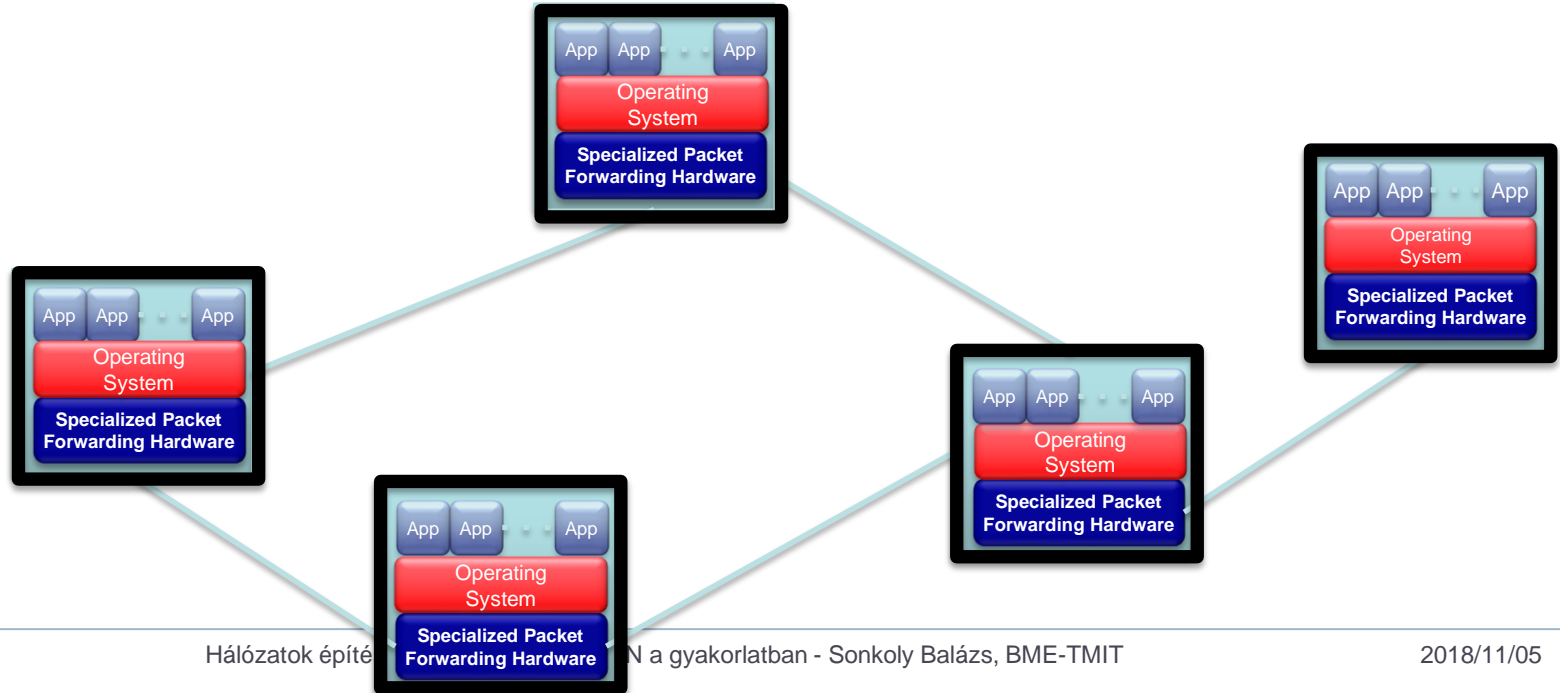 App App App
Operating
System
Specialized Packet
Forwarding Hardware
App App App
Operating
System
Specialized Packet
Forwarding Hardware
App App App
Operating
System
Specialized Packet
Forwarding Hardware
App App App
Operating
System
Specialized Packet
Forwarding Hardware
App App App
Operating
System
Specialized Packet
Forwarding Hardware
Hálózatok a gyakorlatban - Sonkoly Balázs, BME-TMIT 2018/11/05